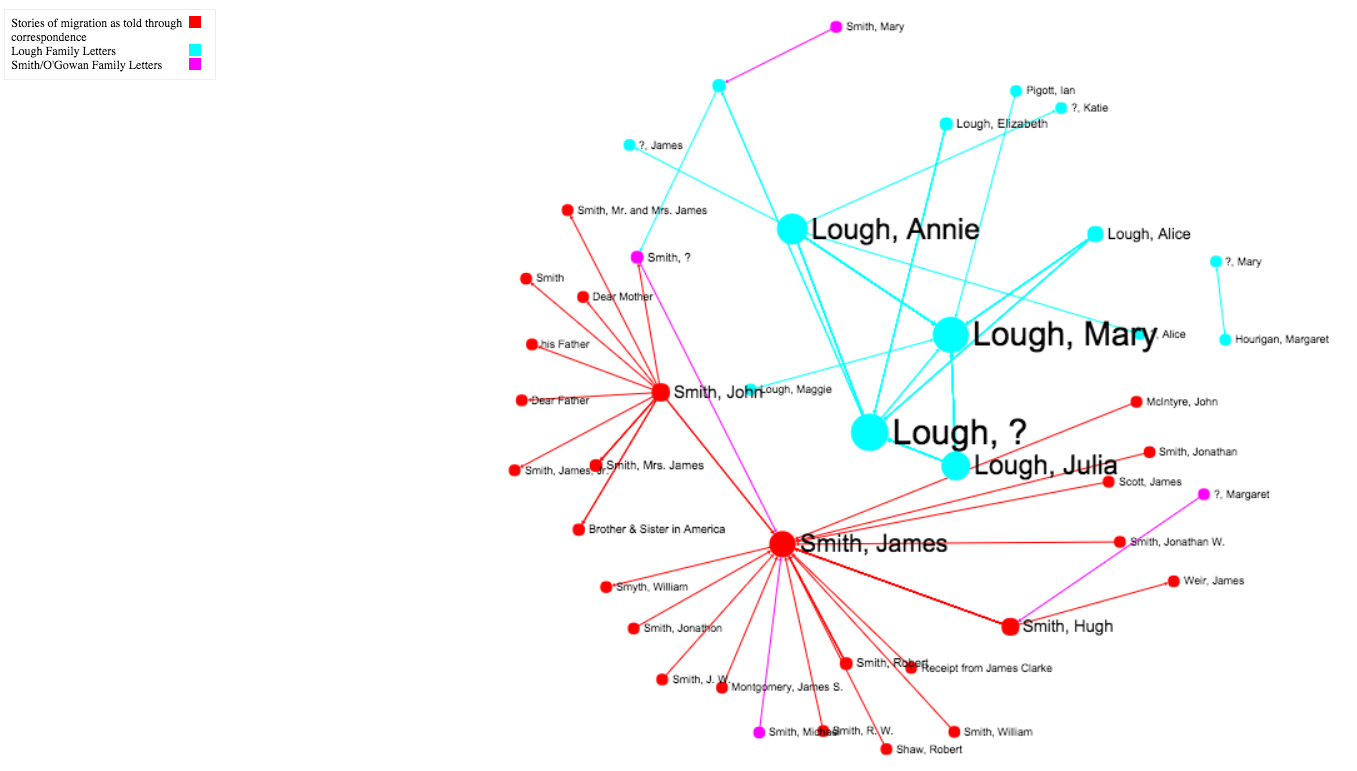 Stories of migration as told through
correspondence
Lough Family Letters
Smith/O'Gowan Family Letters
Smith, Mary
Pigott, Ian
?, Katie
Lough, Elizabeth
?, James
Smith, Mr. and Mrs. James
Lough, Annie
Lough, Alice
Smith, ?
?, Mary
Smith
Dear Mother
Lough, Mary
?, Alice
Hourigan, Margaret
his Father
Smith, John
Lough, Maggie
Dear Father
McIntyre, John
Lough, ?
Smith, Jonathan
Smith, James, Jr.
Smith, Mrs. James
Lough, Julia
Scott, James
?, Margaret
Brother & Sister in America
Smith, James
Smith, Jonathan W.
Smyth, William
Weir, James
Smith, Jonathon
Smith, Hugh
Smith, Robert
Receipt from James Clarke
Smith, J. W.
Montgomery, James S.
Smith,
Smith, R. W.
Smith, William
Shaw, Robert